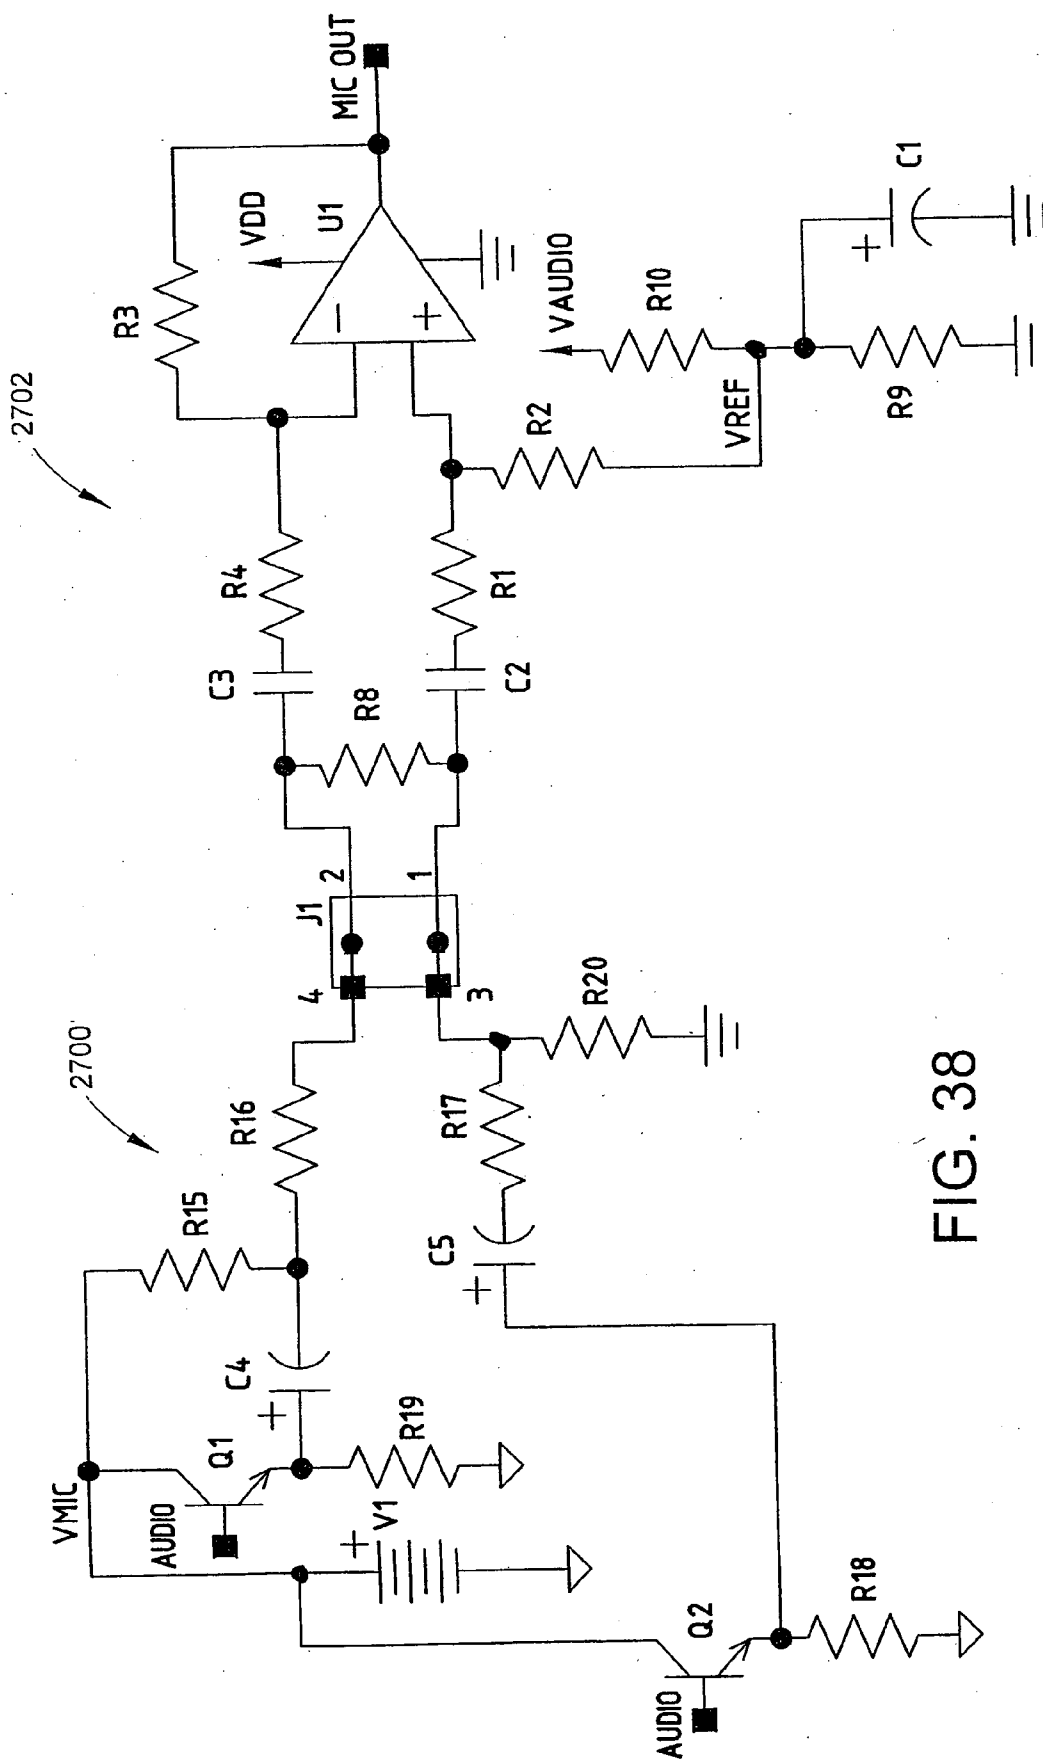 2700
2702
VMIC
AUDIO
Q1
V1
+
C4
+
R19
R15
R16
Q2
AUDIO
R18
C5
+
R17
R20
J1
4
2
3
1
R8
C3
R4
C2
R1
R2
R3
VDD
U1
−
+
MIC OUT
VAUDIO
R10
VREF
R9
C1
+
FIG. 38